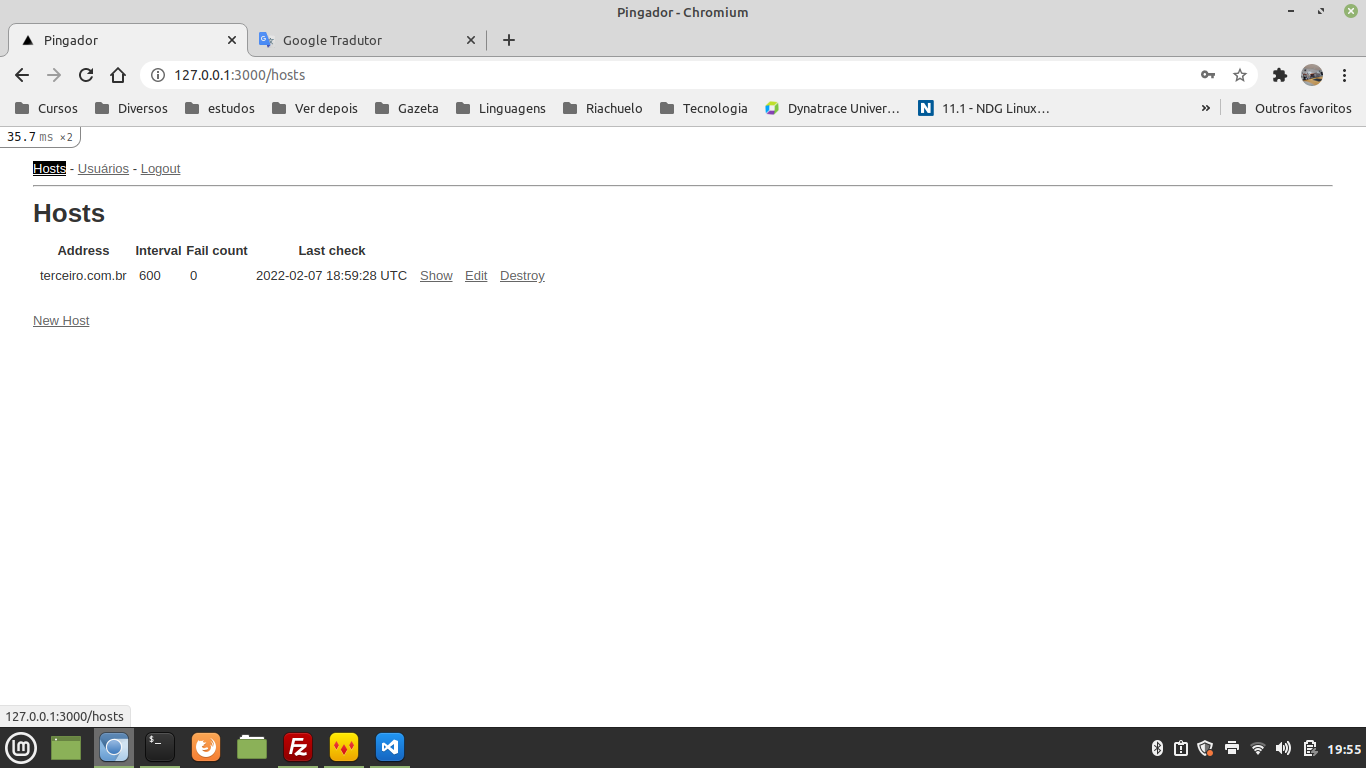 Pingador - Chromium
Pingador
Google Tradutor
127.0.0.1:3000/hosts
Cursos Diversos estudos Ver depois Gazeta Linguagens Riachuelo Tecnologia Dynatrace Univer… 11.1 - NDG Linux… » Outros favoritos
35.7 ms ×2
Hosts - Usuários - Logout
Hosts
Address Interval Fail count Last check
terceiro.com.br 600 0 2022-02-07 18:59:28 UTC Show Edit Destroy
New Host
127.0.0.1:3000/hosts
19:55